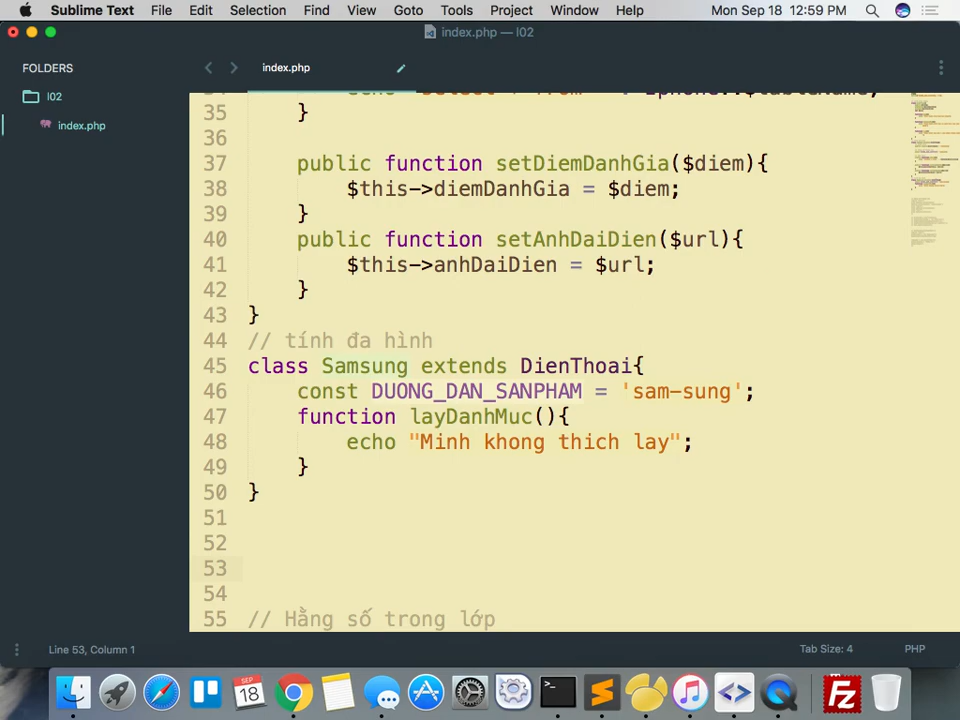 Sublime Text File Edit Selection Find View Goto Tools Project Window Help Mon Sep 18 12:59 PM
index.php — l02
FOLDERS
l02
index.php
index.php
35 }
36
37 public function setDiemDanhGia($diem){
38 $this->diemDanhGia = $diem;
39 }
40 public function setAnhDaiDien($url){
41 $this->anhDaiDien = $url;
42 }
43 }
44 // tính đa hình
45 class Samsung extends DienThoai{
46 const DUONG_DAN_SANPHAM = 'sam-sung';
47 function layDanhMuc(){
48 echo "Minh khong thich lay";
49 }
50 }
51
52
53
54
55 // Hằng số trong lớp
Line 53, Column 1 Tab Size: 4 PHP
SEP
18
Fz